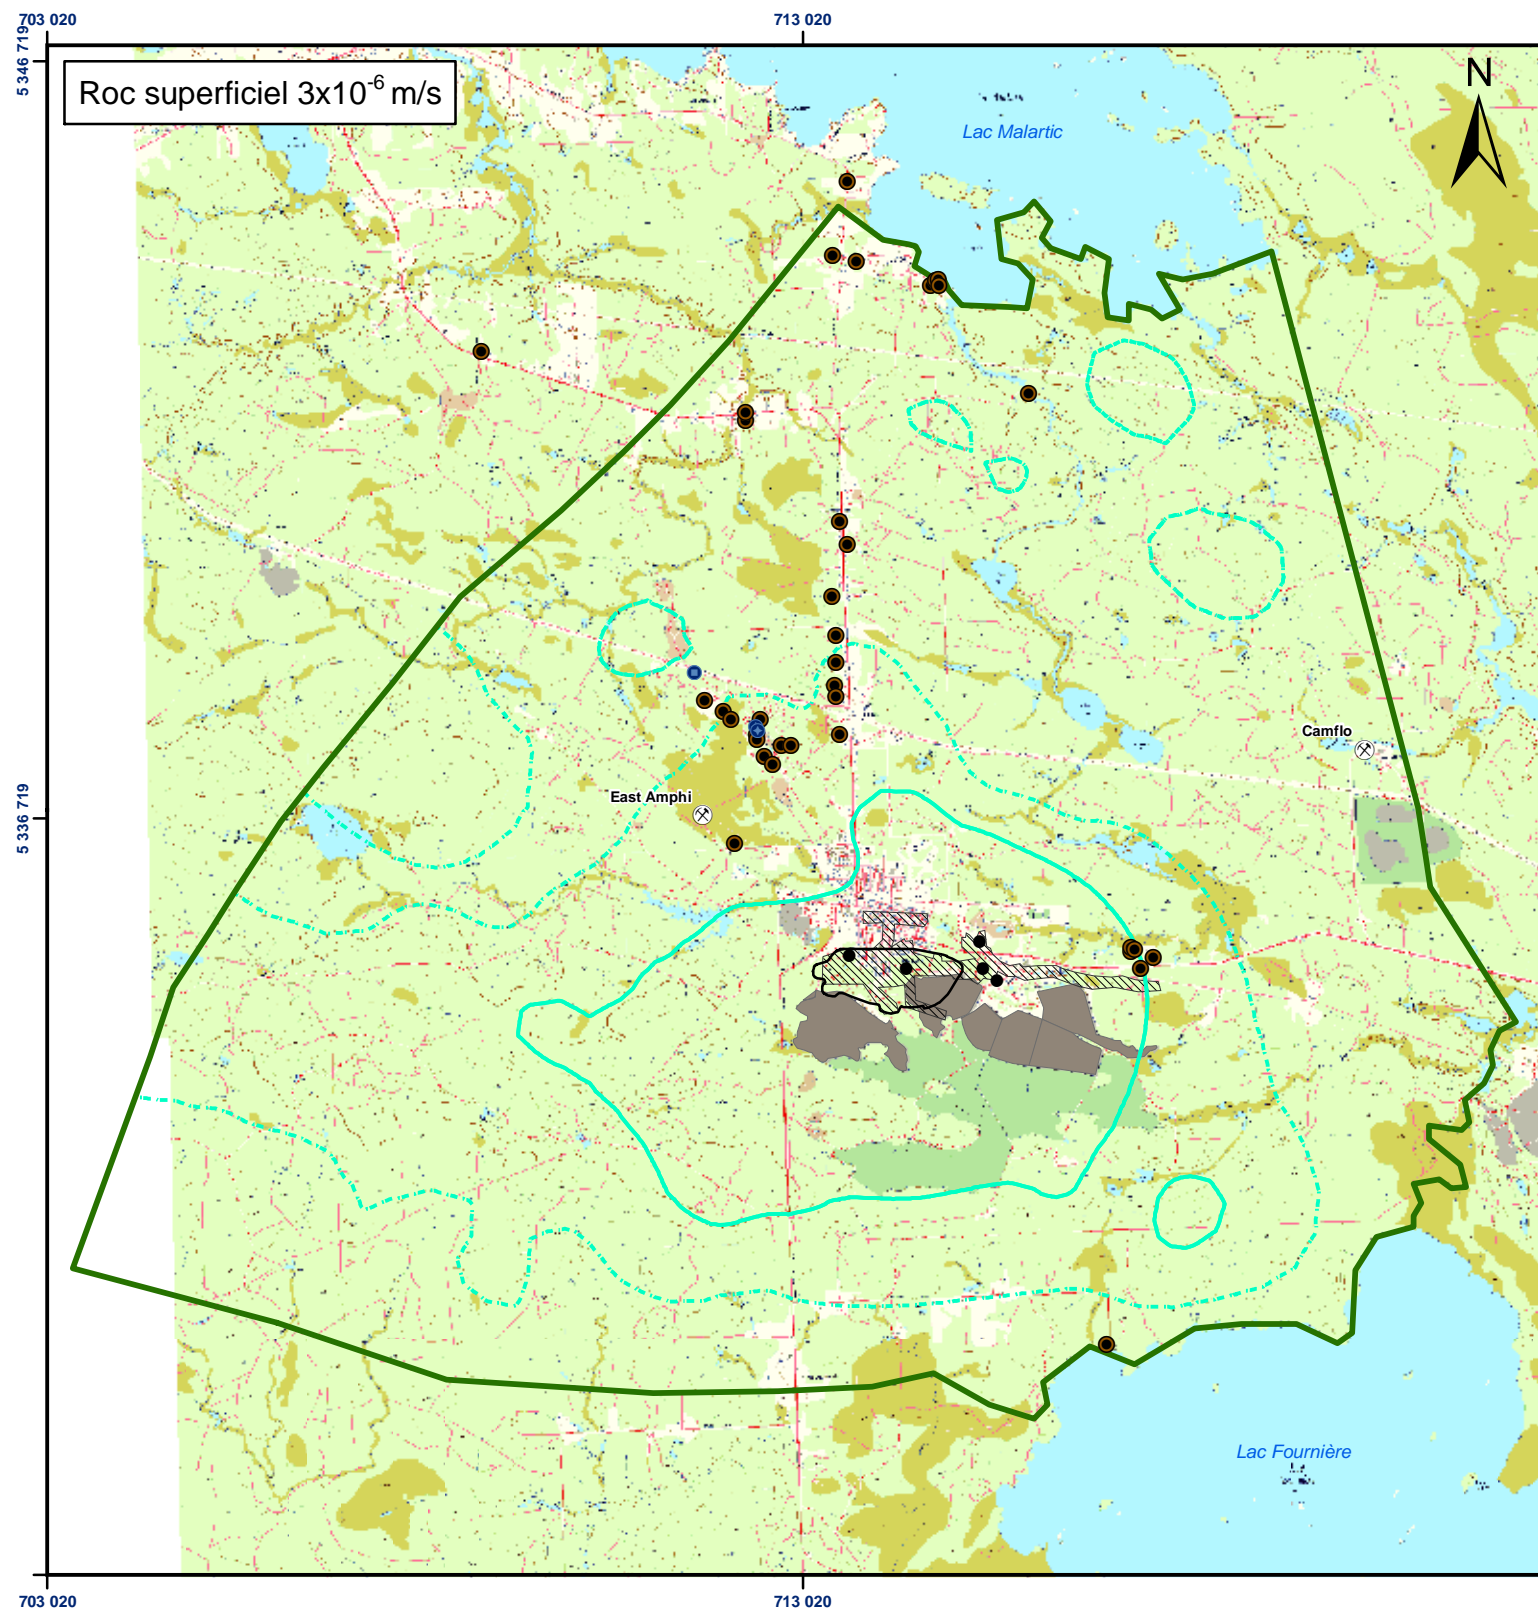 703 020
713 020
5 346 719
Roc superficiel 3x10⁻⁶ m/s
N
Lac Malartic
Camflo
East Amphi
5 336 719
Lac Fournière
703 020
713 020